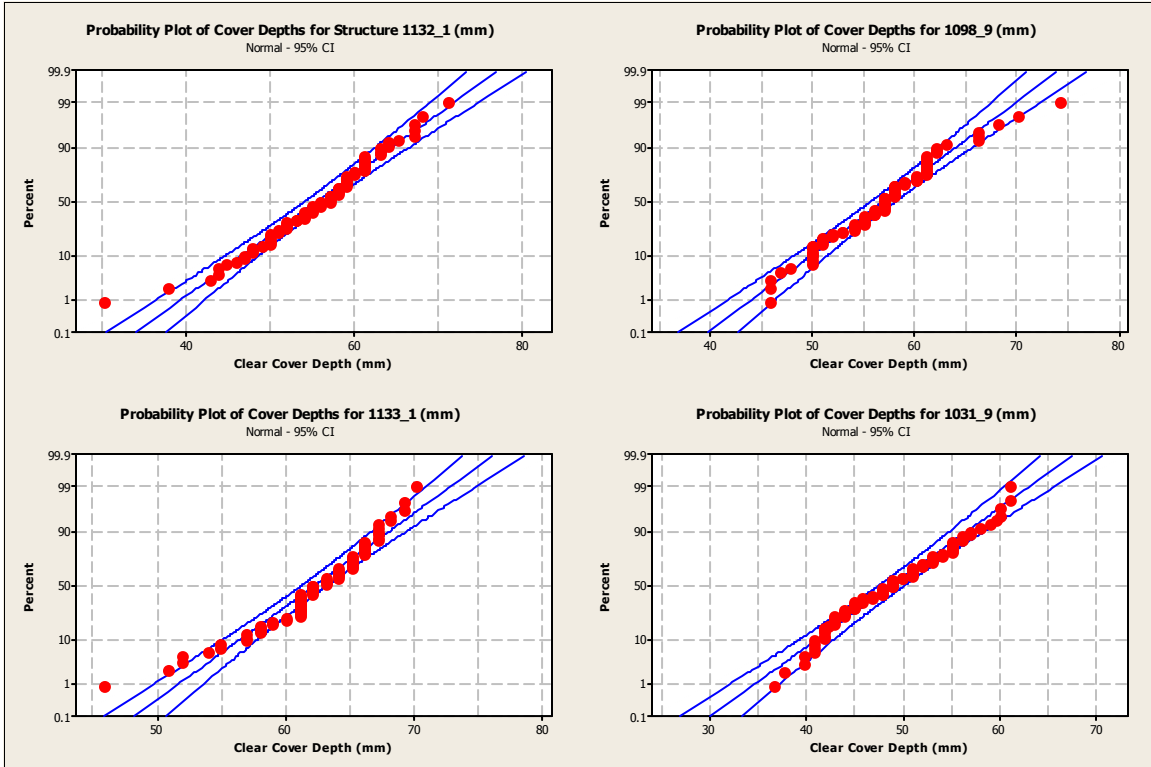 Probability Plot of Cover Depths for Structure 1132_1 (mm)
Normal - 95% CI
99.9
99
90
50
10
1
0.1
Percent
40
60
80
Clear Cover Depth (mm)
Probability Plot of Cover Depths for 1098_9 (mm)
Normal - 95% CI
99.9
99
90
50
10
1
0.1
Percent
40
50
60
70
80
Clear Cover Depth (mm)
Probability Plot of Cover Depths for 1133_1 (mm)
Normal - 95% CI
99.9
99
90
50
10
1
0.1
Percent
50
60
70
80
Clear Cover Depth (mm)
Probability Plot of Cover Depths for 1031_9 (mm)
Normal - 95% CI
99.9
99
90
50
10
1
0.1
Percent
30
40
50
60
70
Clear Cover Depth (mm)